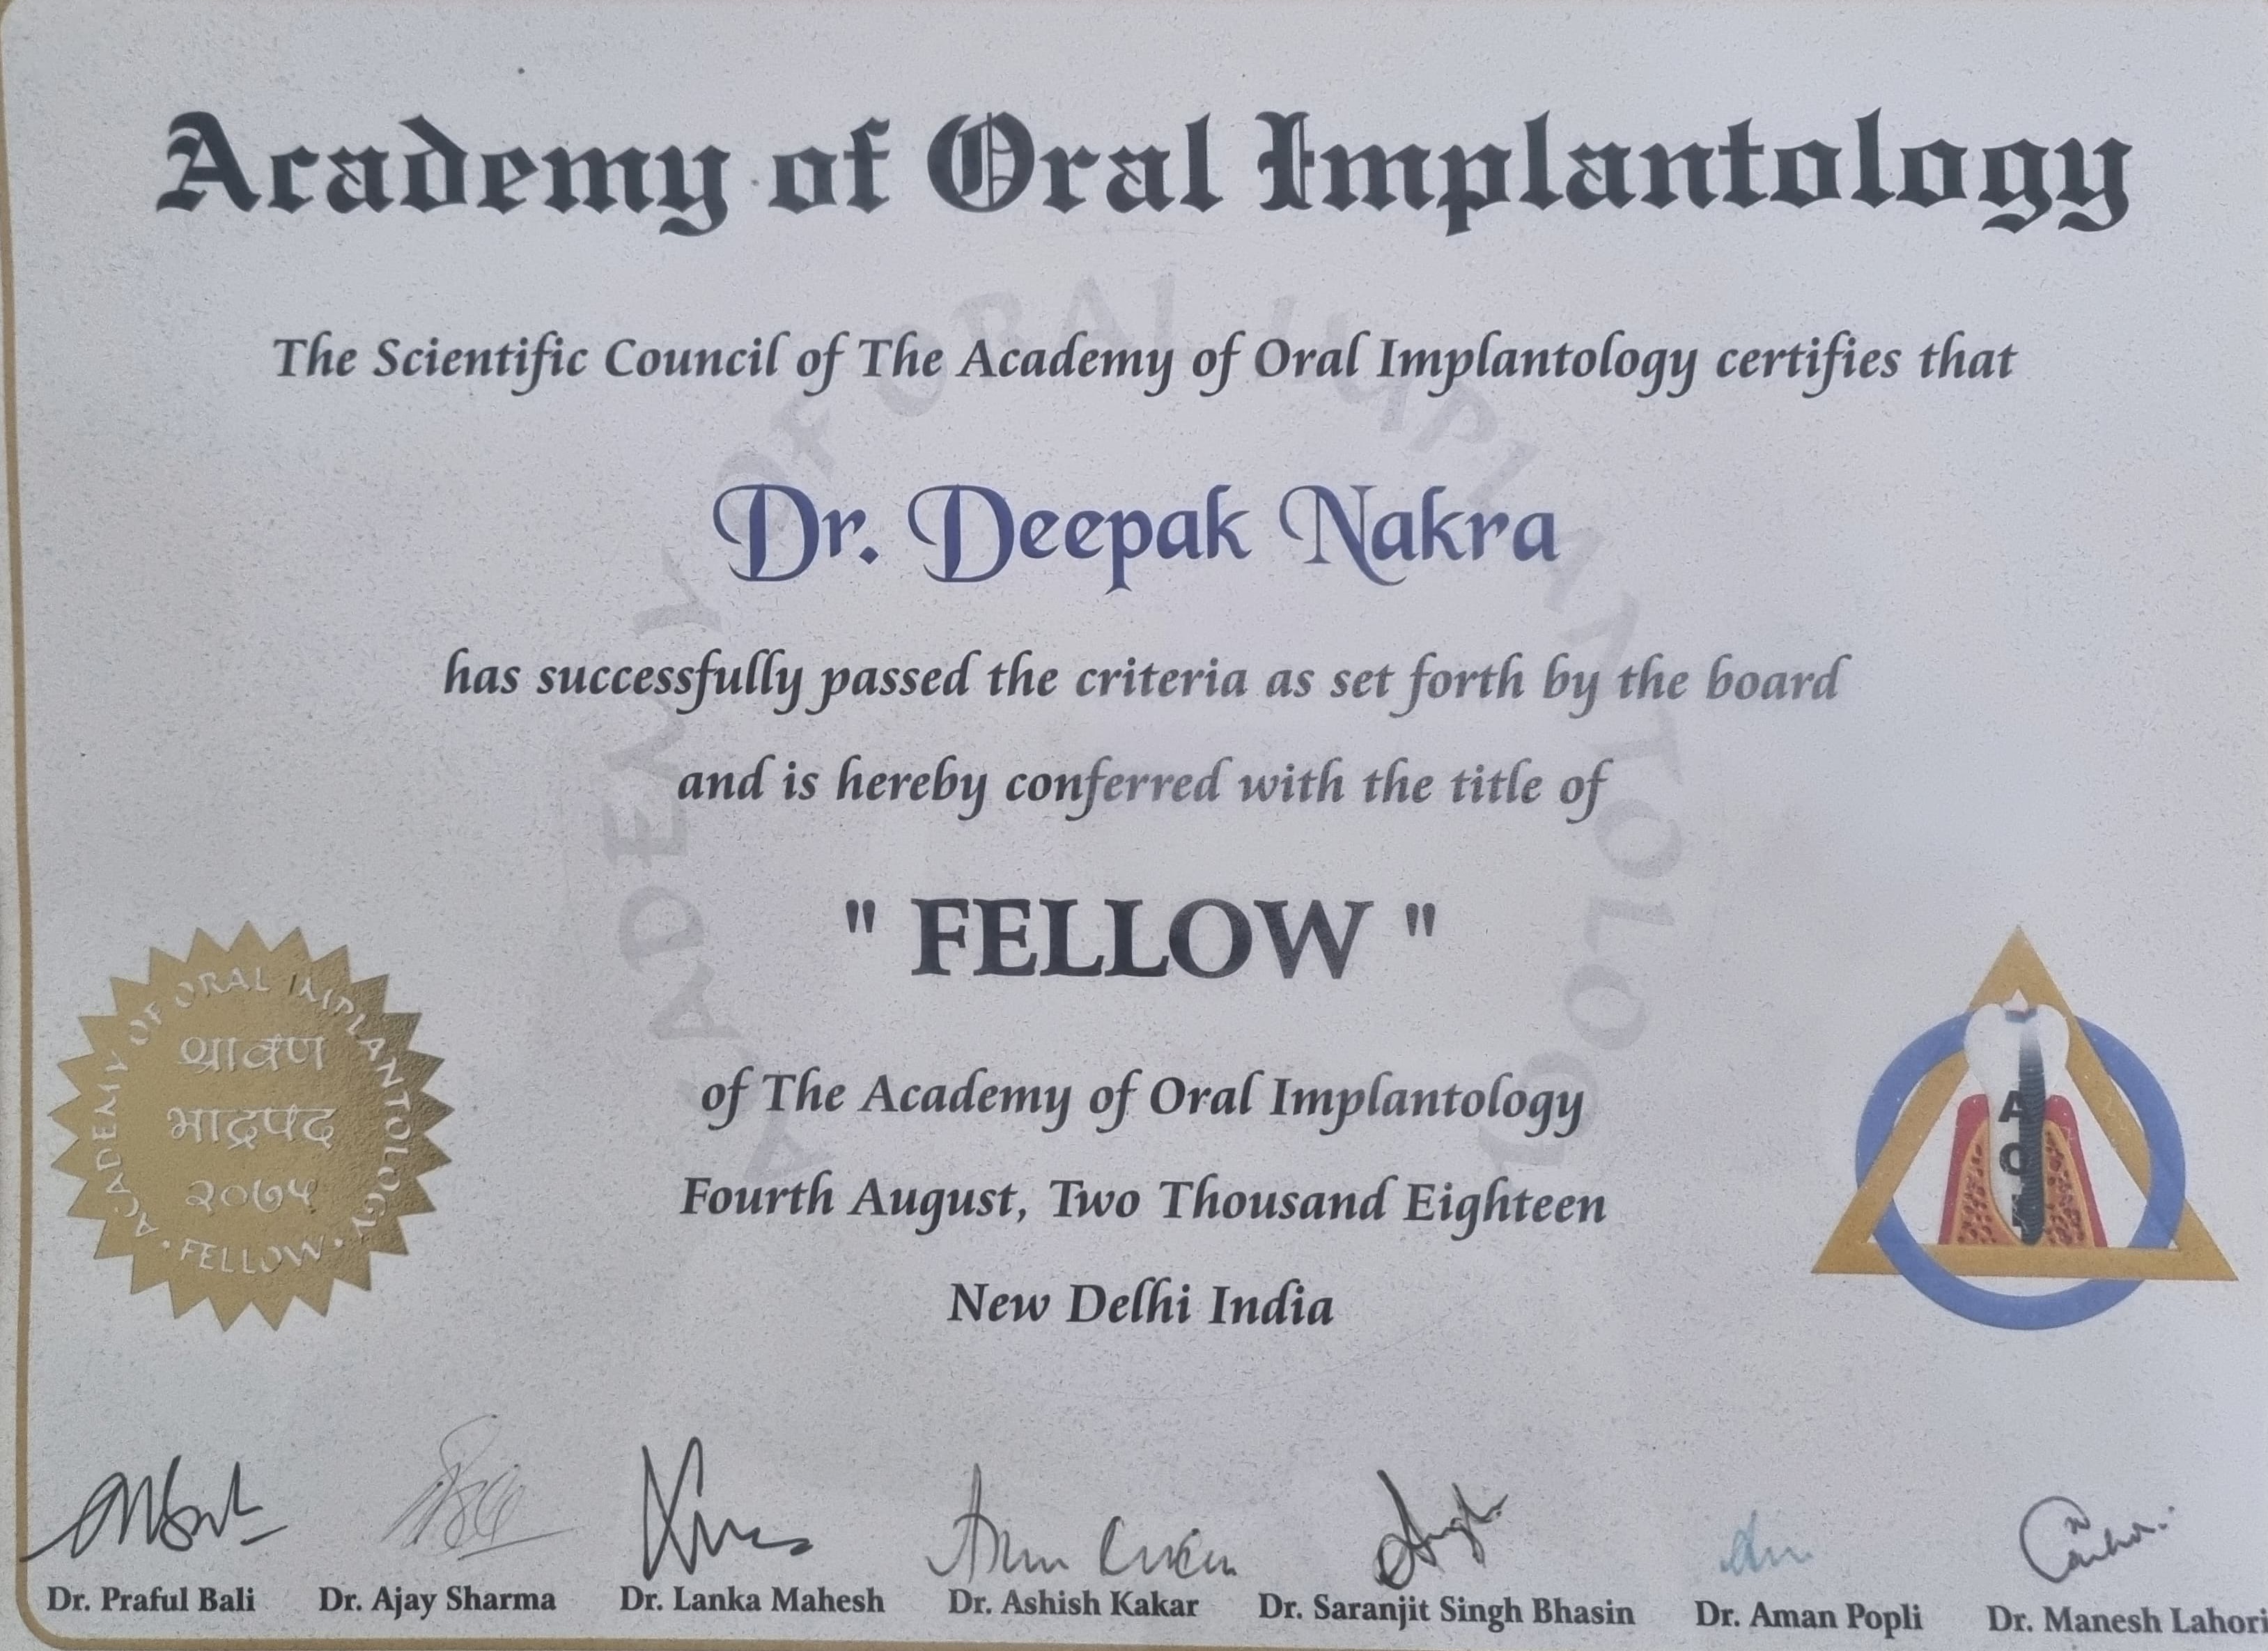 Academy of Oral Implantology
The Scientific Council of The Academy of Oral Implantology certifies that
Dr. Deepak Nakra
has successfully passed the criteria as set forth by the board
and is hereby conferred with the title of
" FELLOW "
of The Academy of Oral Implantology
Fourth August, Two Thousand Eighteen
New Delhi India
ACADEMY OF ORAL IMPLANTOLOGY
ACADEMY OF ORAL IMPLANTOLOGY
श्रावण
भाद्रपद
२०७५
• FELLOW •
Dr. Praful Bali
Dr. Ajay Sharma
Dr. Lanka Mahesh
Dr. Ashish Kakar
Dr. Saranjit Singh Bhasin
Dr. Aman Popli
Dr. Manesh Lahori